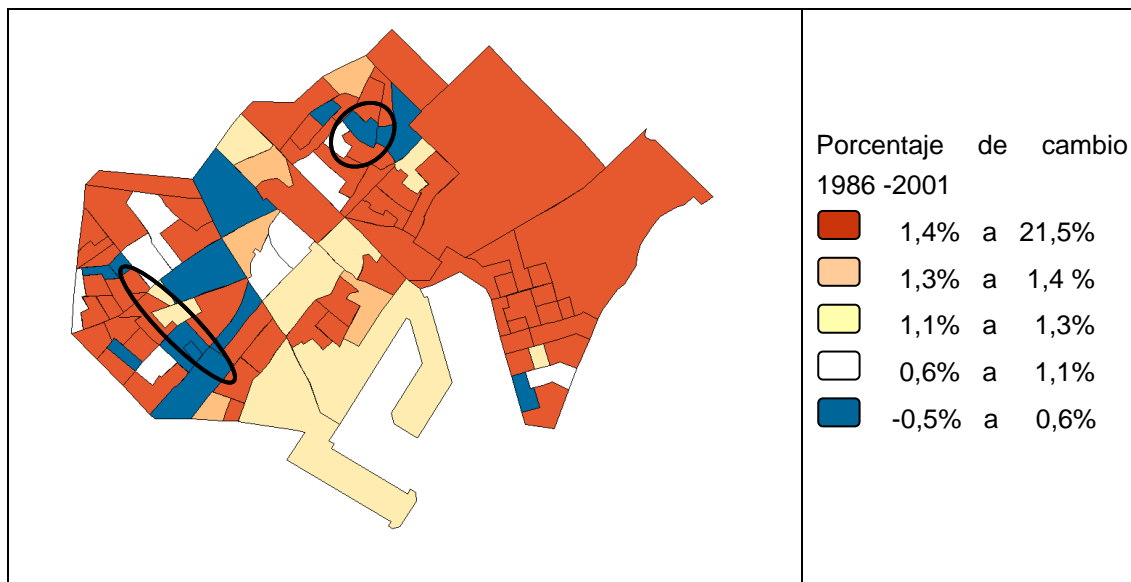 Porcentaje de cambio
1986 -2001
1,4% a 21,5%
1,3% a 1,4 %
1,1% a 1,3%
0,6% a 1,1%
-0,5% a 0,6%